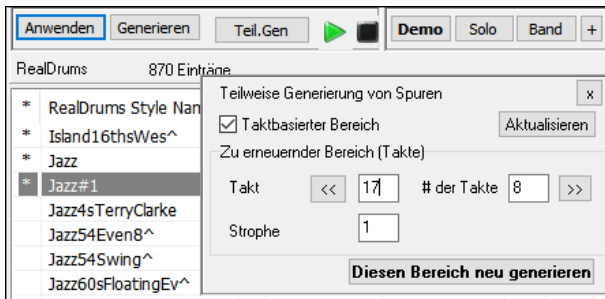 Anwenden Generieren Teil.Gen Demo Solo Band +
RealDrums 870 Einträge
* RealDrums Style Nam
* Island16thsWes^
* Jazz
* Jazz#1
Jazz4sTerryClarke
Jazz54Even8^
Jazz54Swing^
Jazz60sFloatingEv^
Teilweise Generierung von Spuren x
Taktbasierter Bereich Aktualisieren
Zu erneuernder Bereich (Takte)
Takt << 17 # der Takte 8 >>
Strophe 1
Diesen Bereich neu generieren